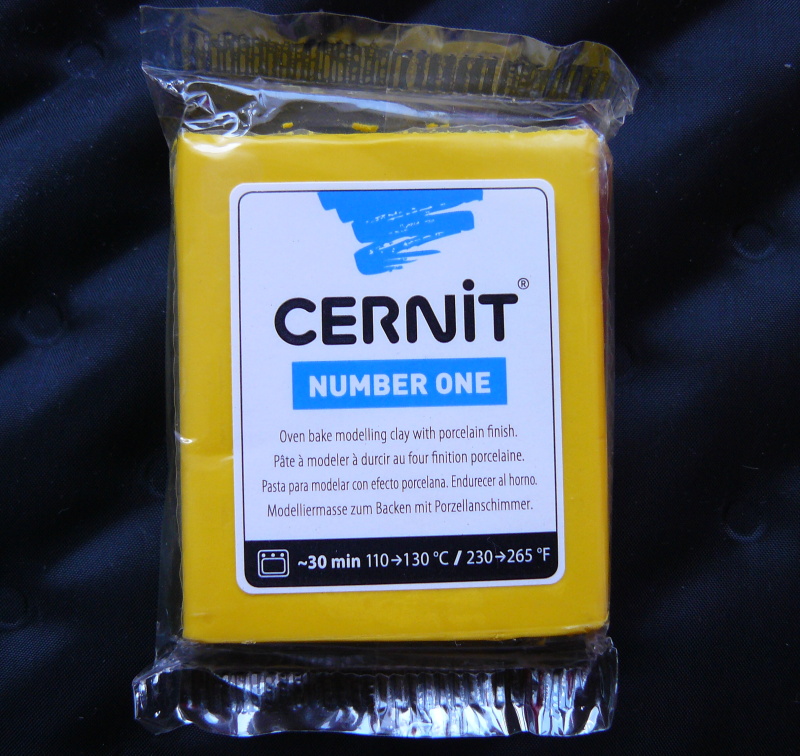 CERNiT®
NUMBER ONE
Oven bake modelling clay with porcelain finish.
Pâte à modeler à durcir au four finition porcelaine.
Pasta para modelar con efecto porcelana. Endurecer al horno.
Modelliermasse zum Backen mit Porzellanschimmer.
~30 min 110→130 °C / 230→265 °F